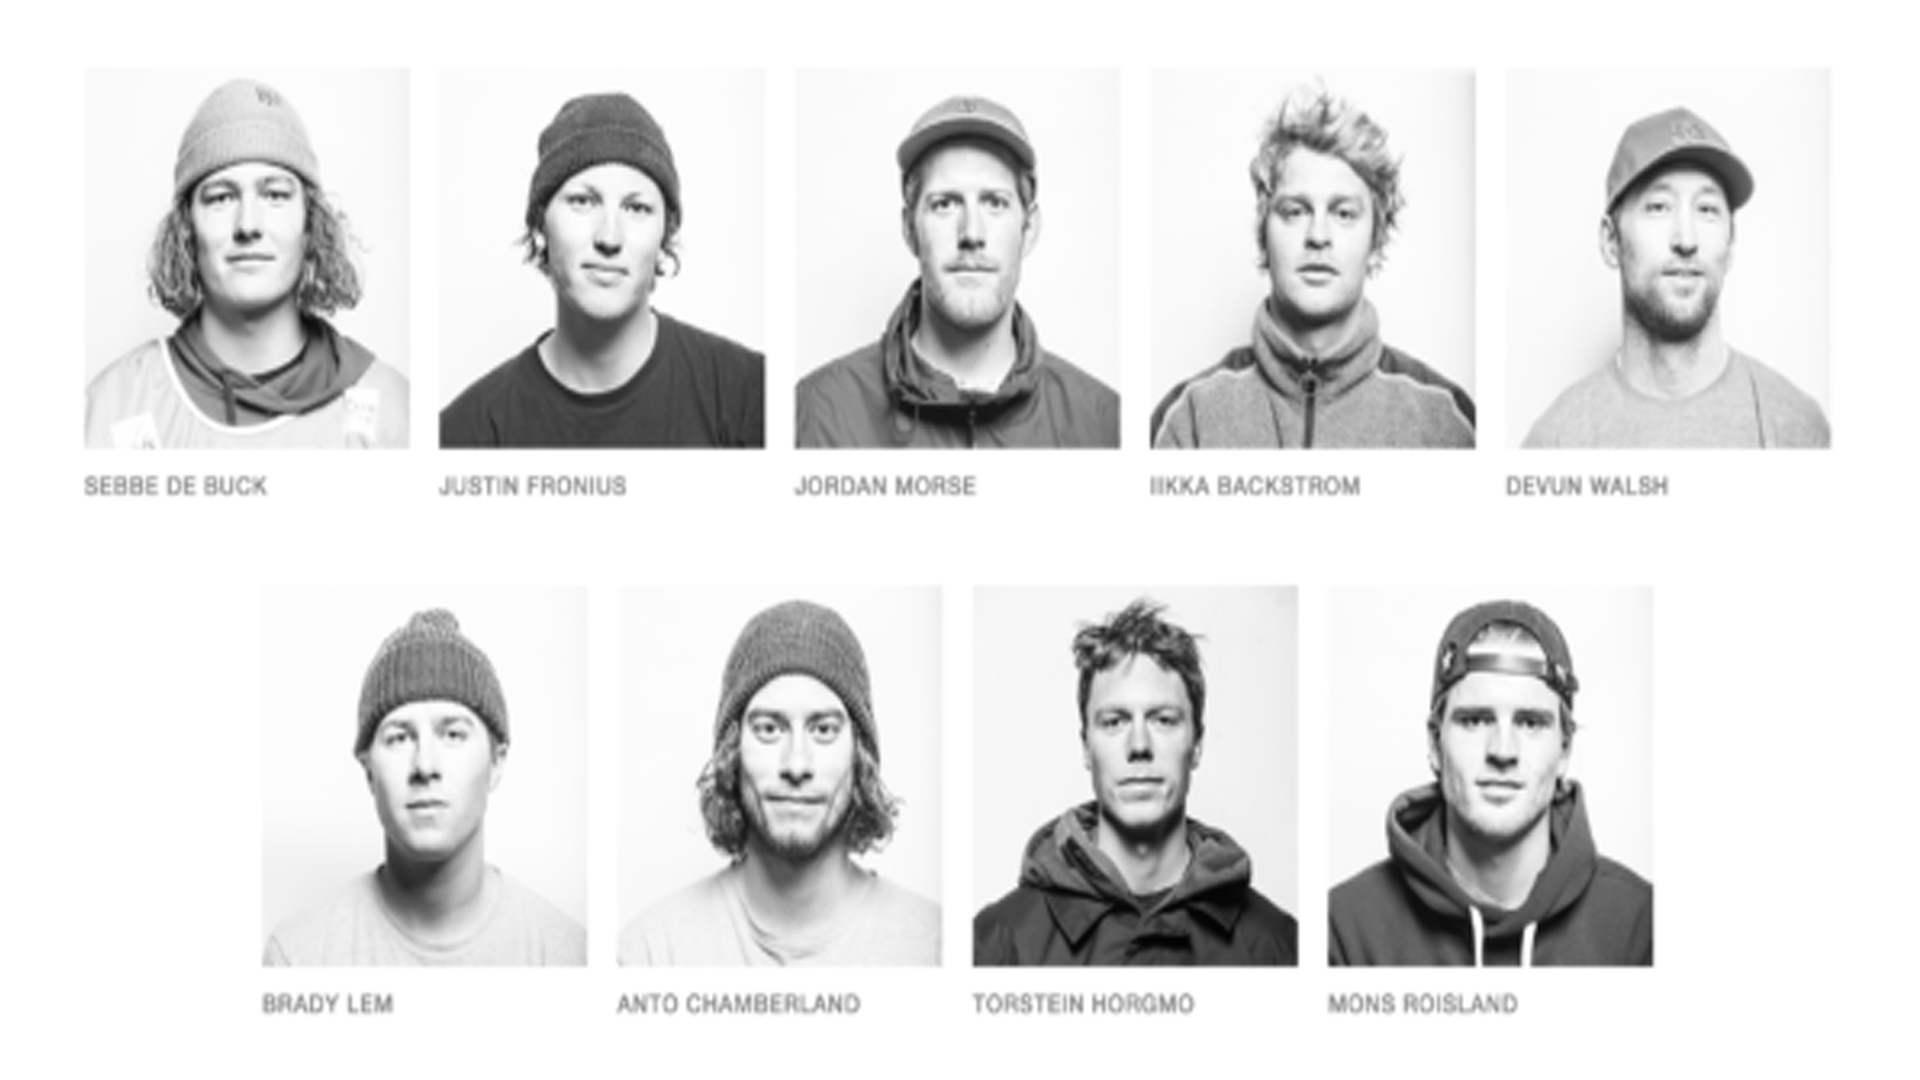 SEBBE DE BUCK
JUSTIN FRONIUS
JORDAN MORSE
IIKKA BACKSTROM
DEVUN WALSH
BRADY LEM
ANTO CHAMBERLAND
TORSTEIN HORGMO
MONS ROISLAND